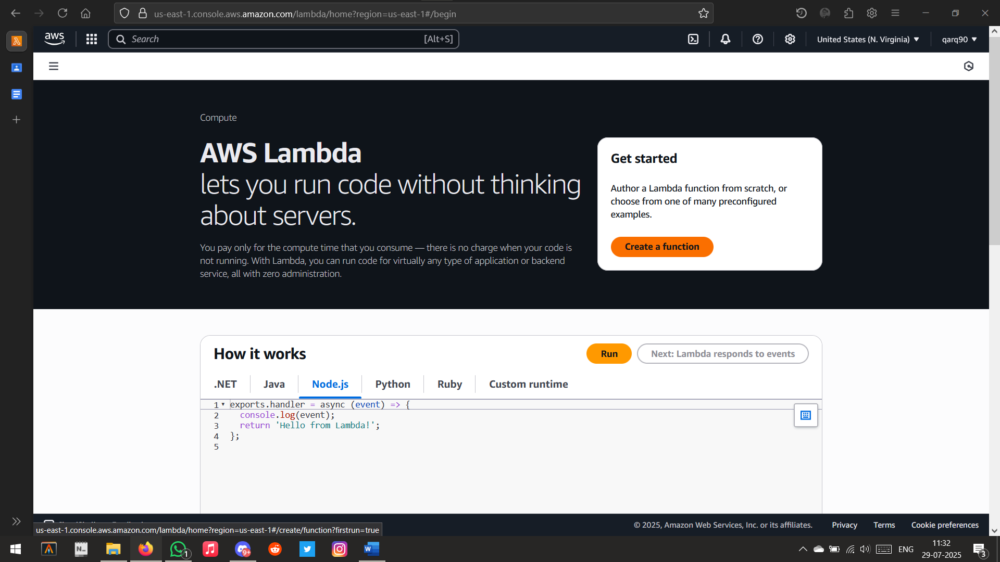 us-east-1.console.aws.amazon.com/lambda/home?region=us-east-1#/begin
aws
Search
[Alt+S]
United States (N. Virginia)
qarq90
Compute
AWS Lambda
lets you run code without thinking
about servers.
You pay only for the compute time that you consume — there is no charge when your code is
not running. With Lambda, you can run code for virtually any type of application or backend
service, all with zero administration.
Get started
Author a Lambda function from scratch, or
choose from one of many preconfigured
examples.
Create a function
How it works
Run
Next: Lambda responds to events
.NET
Java
Node.js
Python
Ruby
Custom runtime
1 exports.handler = async (event) => {
2 console.log(event);
3 return 'Hello from Lambda!';
4 };
5
© 2025, Amazon Web Services, Inc. or its affiliates.
Privacy
Terms
Cookie preferences
us-east-1.console.aws.amazon.com/lambda/home?region=us-east-1#/create/function?firstrun=true
N_
1
9+
W
ENG
11:32
29-07-2025
3